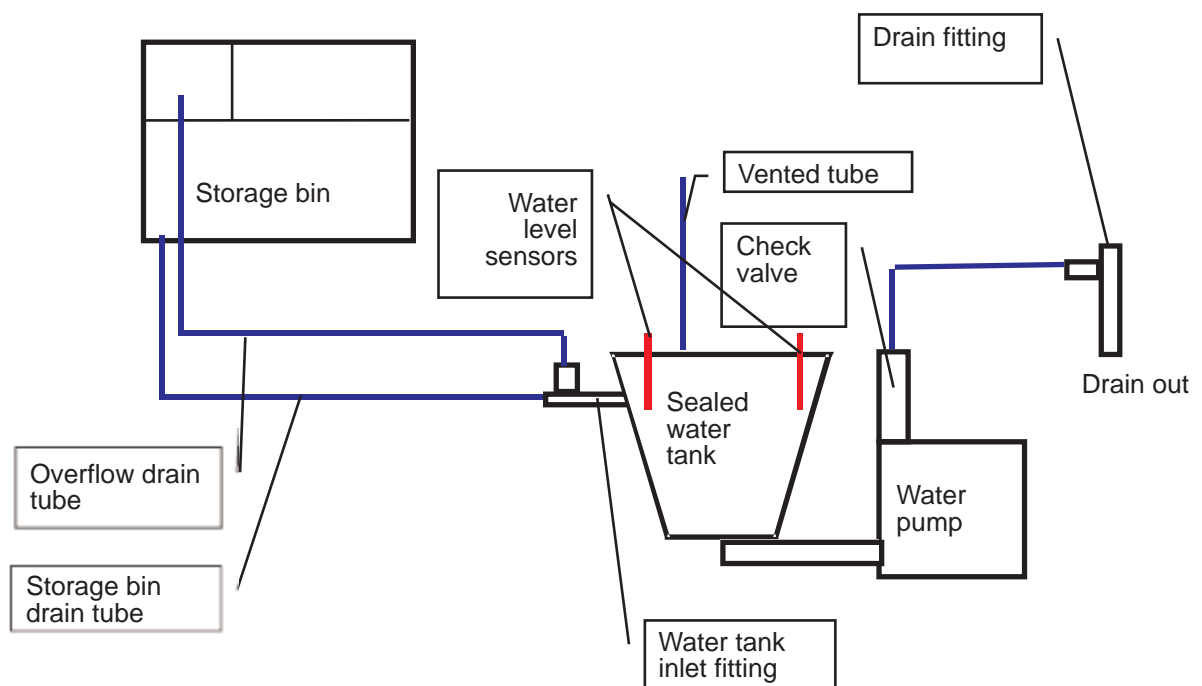 Drain fitting
Storage bin
Water
level
sensors
Vented tube
Check
valve
Drain out
Sealed
water
tank
Overflow drain
tube
Water
pump
Storage bin
drain tube
Water tank
inlet fitting